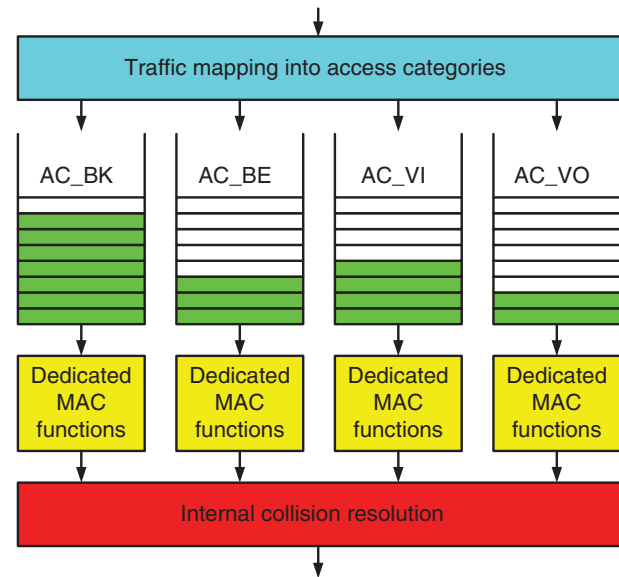 Traffic mapping into access categories
AC_BK
AC_BE
AC_VI
AC_VO
Dedicated
MAC
functions
Dedicated
MAC
functions
Dedicated
MAC
functions
Dedicated
MAC
functions
Internal collision resolution